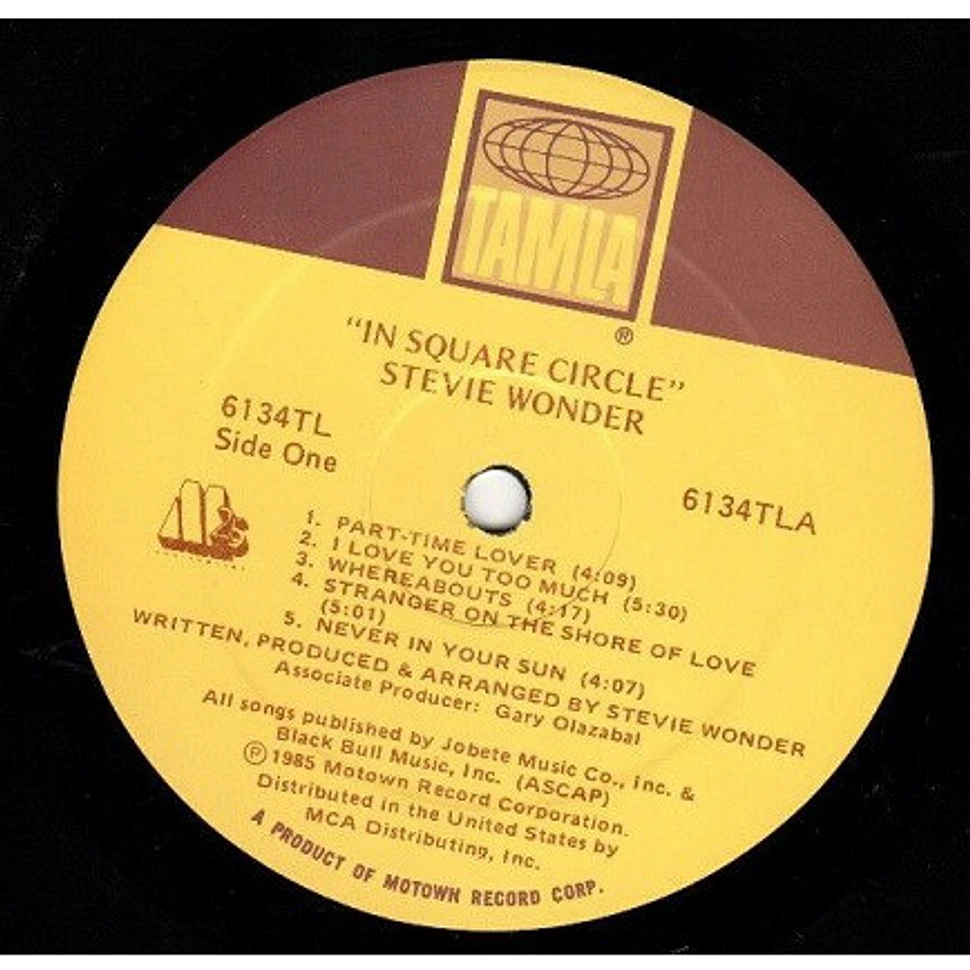 TAMLA
®
"IN SQUARE CIRCLE"
STEVIE WONDER
6134TL
Side One
6134TLA
1. PART-TIME LOVER (4:09)
2. I LOVE YOU TOO MUCH (5:30)
3. WHEREABOUTS (4:17)
4. STRANGER ON THE SHORE OF LOVE
(5:01)
5. NEVER IN YOUR SUN (4:07)
WRITTEN, PRODUCED & ARRANGED BY STEVIE WONDER
Associate Producer: Gary Olazabal
All songs published by Jobete Music Co., Inc. &
Black Bull Music, Inc. (ASCAP)
℗ 1985 Motown Record Corporation.
Distributed in the United States by
MCA Distributing, Inc.
A PRODUCT OF MOTOWN RECORD CORP.